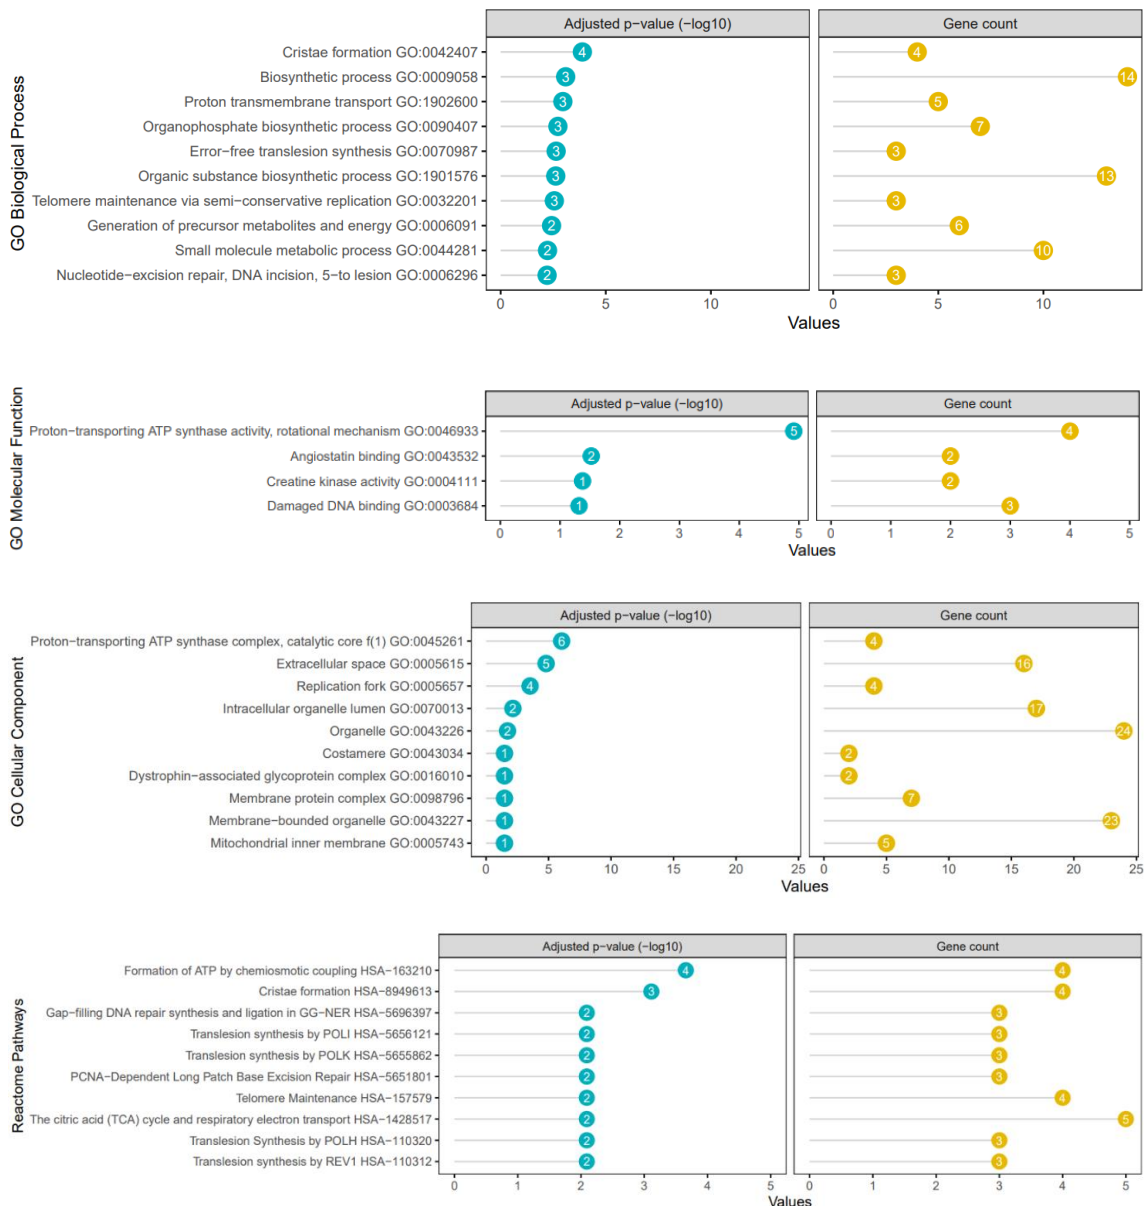 GO Biological Process
Adjusted p−value (−log10) Gene count
Cristae formation GO:0042407 4 4
Biosynthetic process GO:0009058 3 14
Proton transmembrane transport GO:1902600 3 5
Organophosphate biosynthetic process GO:0090407 3 7
Error−free translesion synthesis GO:0070987 3 3
Organic substance biosynthetic process GO:1901576 3 13
Telomere maintenance via semi−conservative replication GO:0032201 3 3
Generation of precursor metabolites and energy GO:0006091 2 6
Small molecule metabolic process GO:0044281 2 10
Nucleotide−excision repair, DNA incision, 5−to lesion GO:0006296 2 3
0 5 10 0 5 10
Values
GO Molecular Function
Adjusted p−value (−log10) Gene count
Proton−transporting ATP synthase activity, rotational mechanism GO:0046933 5 4
Angiostatin binding GO:0043532 2 2
Creatine kinase activity GO:0004111 1 2
Damaged DNA binding GO:0003684 1 3
0 1 2 3 4 5 0 1 2 3 4 5
Values
GO Cellular Component
Adjusted p−value (−log10) Gene count
Proton−transporting ATP synthase complex, catalytic core f(1) GO:0045261 6 4
Extracellular space GO:0005615 5 16
Replication fork GO:0005657 4 4
Intracellular organelle lumen GO:0070013 2 17
Organelle GO:0043226 2 24
Costamere GO:0043034 1 2
Dystrophin−associated glycoprotein complex GO:0016010 1 2
Membrane protein complex GO:0098796 1 7
Membrane−bounded organelle GO:0043227 1 23
Mitochondrial inner membrane GO:0005743 1 5
0 5 10 15 20 25 0 5 10 15 20 25
Values
Reactome Pathways
Adjusted p−value (−log10) Gene count
Formation of ATP by chemiosmotic coupling HSA−163210 4 4
Cristae formation HSA−8949613 3 4
Gap−filling DNA repair synthesis and ligation in GG−NER HSA−5696397 2 3
Translesion synthesis by POLI HSA−5656121 2 3
Translesion synthesis by POLK HSA−5655862 2 3
PCNA−Dependent Long Patch Base Excision Repair HSA−5651801 2 3
Telomere Maintenance HSA−157579 2 4
The citric acid (TCA) cycle and respiratory electron transport HSA−1428517 2 5
Translesion Synthesis by POLH HSA−110320 2 3
Translesion synthesis by REV1 HSA−110312 2 3
0 1 2 3 4 5 0 1 2 3 4 5
Values